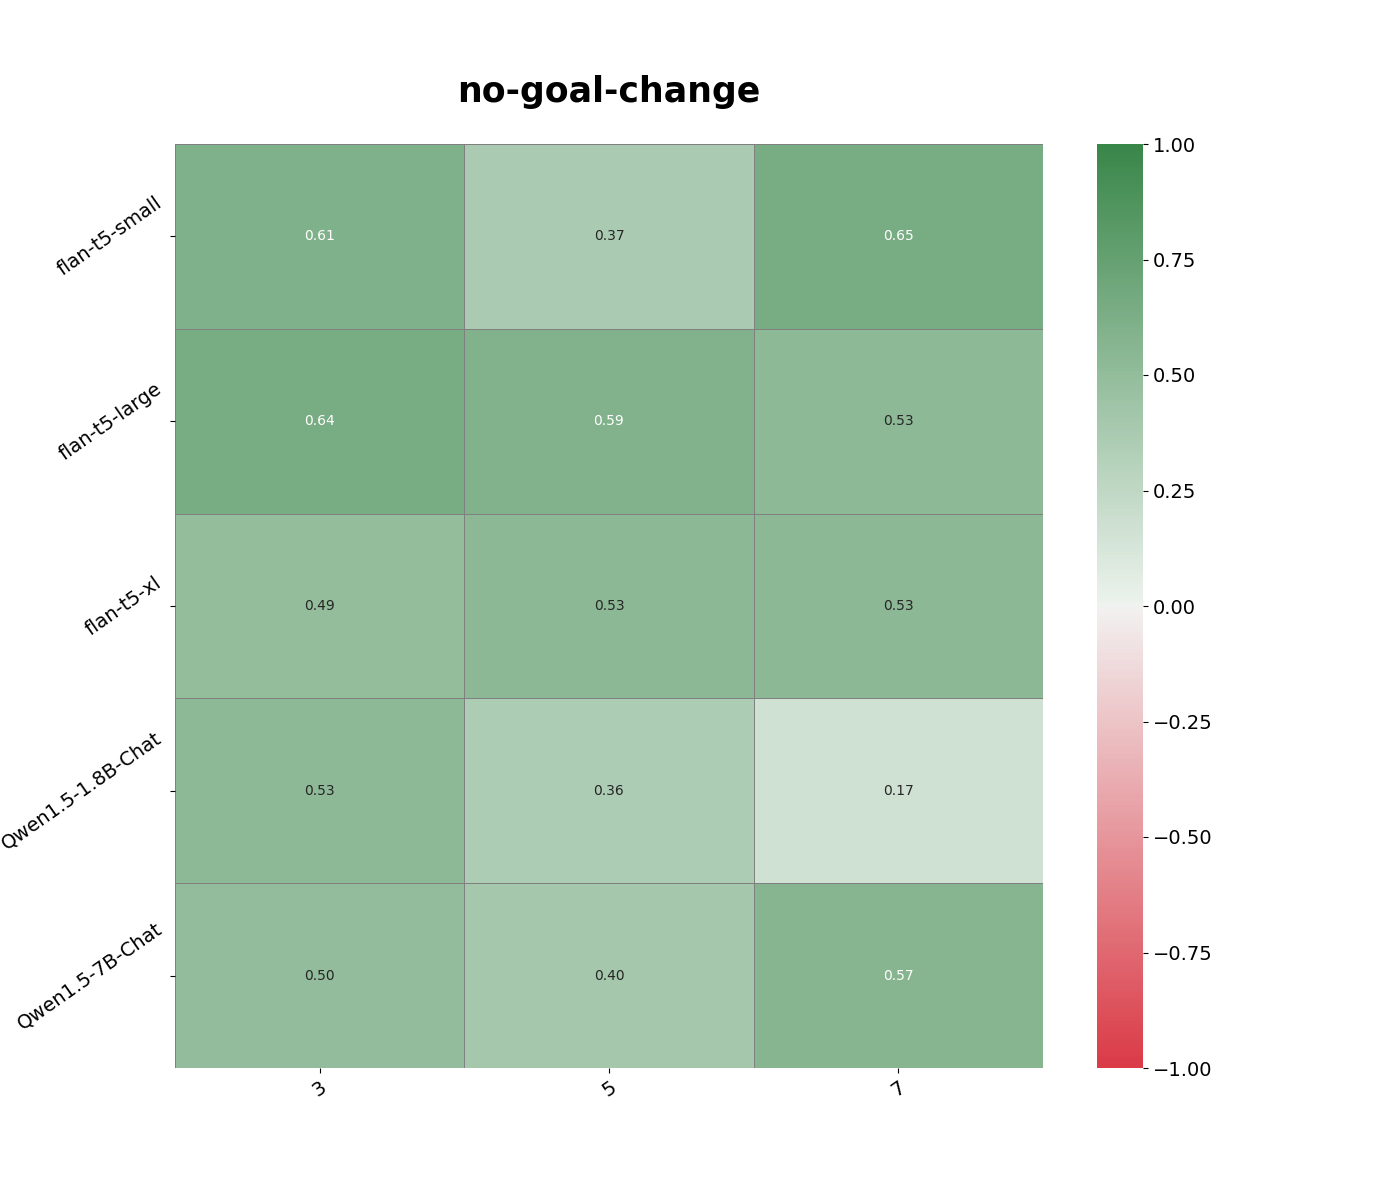 no-goal-change
flan-t5-small
0.61 0.37 0.65
flan-t5-large
0.64 0.59 0.53
flan-t5-xl
0.49 0.53 0.53
Qwen1.5-1.8B-Chat
0.53 0.36 0.17
Qwen1.5-7B-Chat
0.50 0.40 0.57
3 5 7
1.00
0.75
0.50
0.25
0.00
−0.25
−0.50
−0.75
−1.00